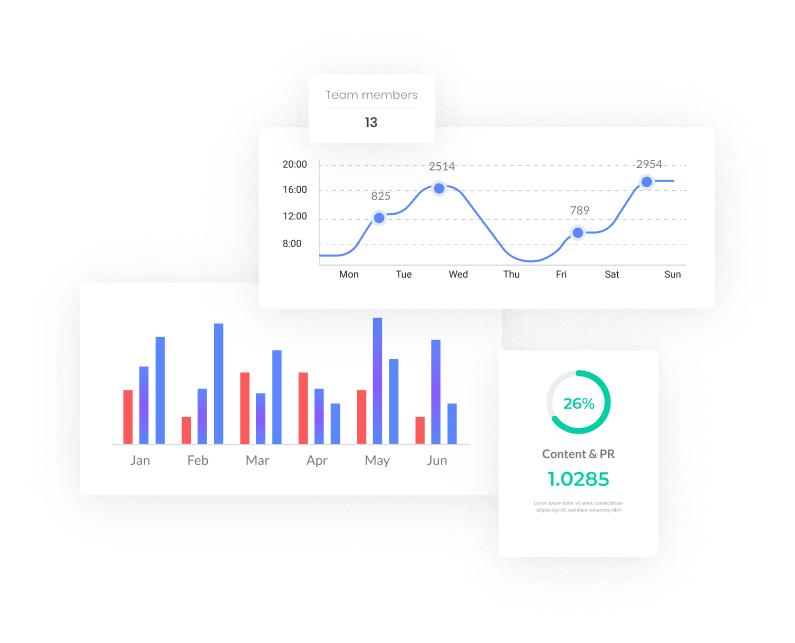 Team members
13
20:00
16:00
12:00
8:00
825
2514
789
2954
Mon Tue Wed Thu Fri Sat Sun
Jan Feb Mar Apr May Jun
26%
Content & PR
1.0285
Lorem ipsum dolor sit amet, consectetuer
adipiscing elit, sed diam nonummy nibh